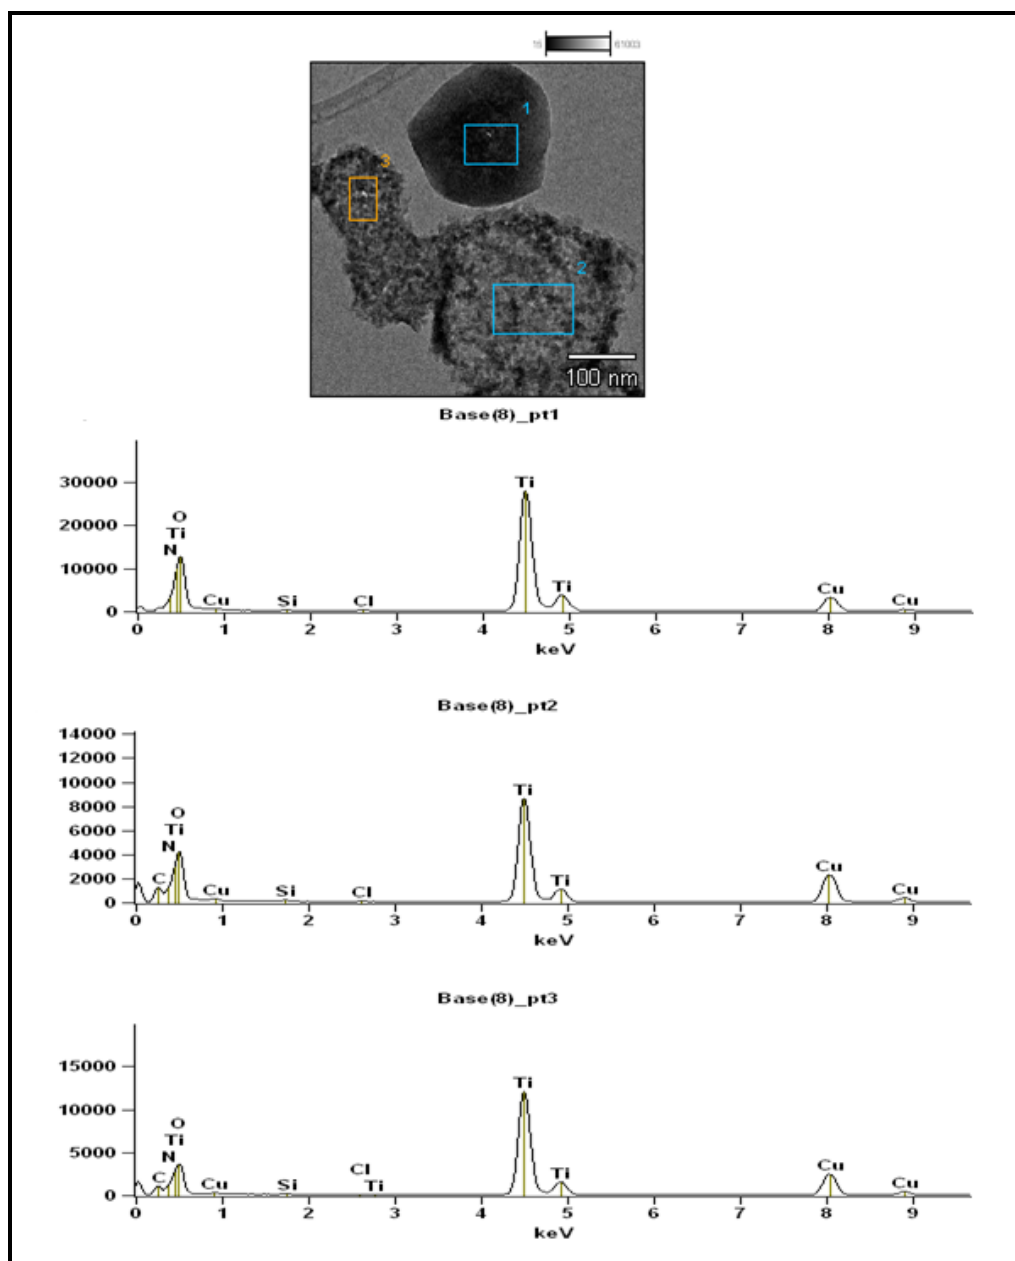 15 61003
1
3
2
100 nm
Base(8)_pt1
30000
20000
10000
0
O
Ti
N
Cu
Si
Cl
Ti
Ti
Cu
Cu
0 1 2 3 4 5 6 7 8 9
keV
Base(8)_pt2
14000
12000
10000
8000
6000
4000
2000
0
O
Ti
N
C
Cu
Si
Cl
Ti
Ti
Cu
Cu
0 1 2 3 4 5 6 7 8 9
keV
Base(8)_pt3
15000
10000
5000
0
O
Ti
N
C
Cu
Si
Cl
Ti
Ti
Ti
Cu
Cu
0 1 2 3 4 5 6 7 8 9
keV